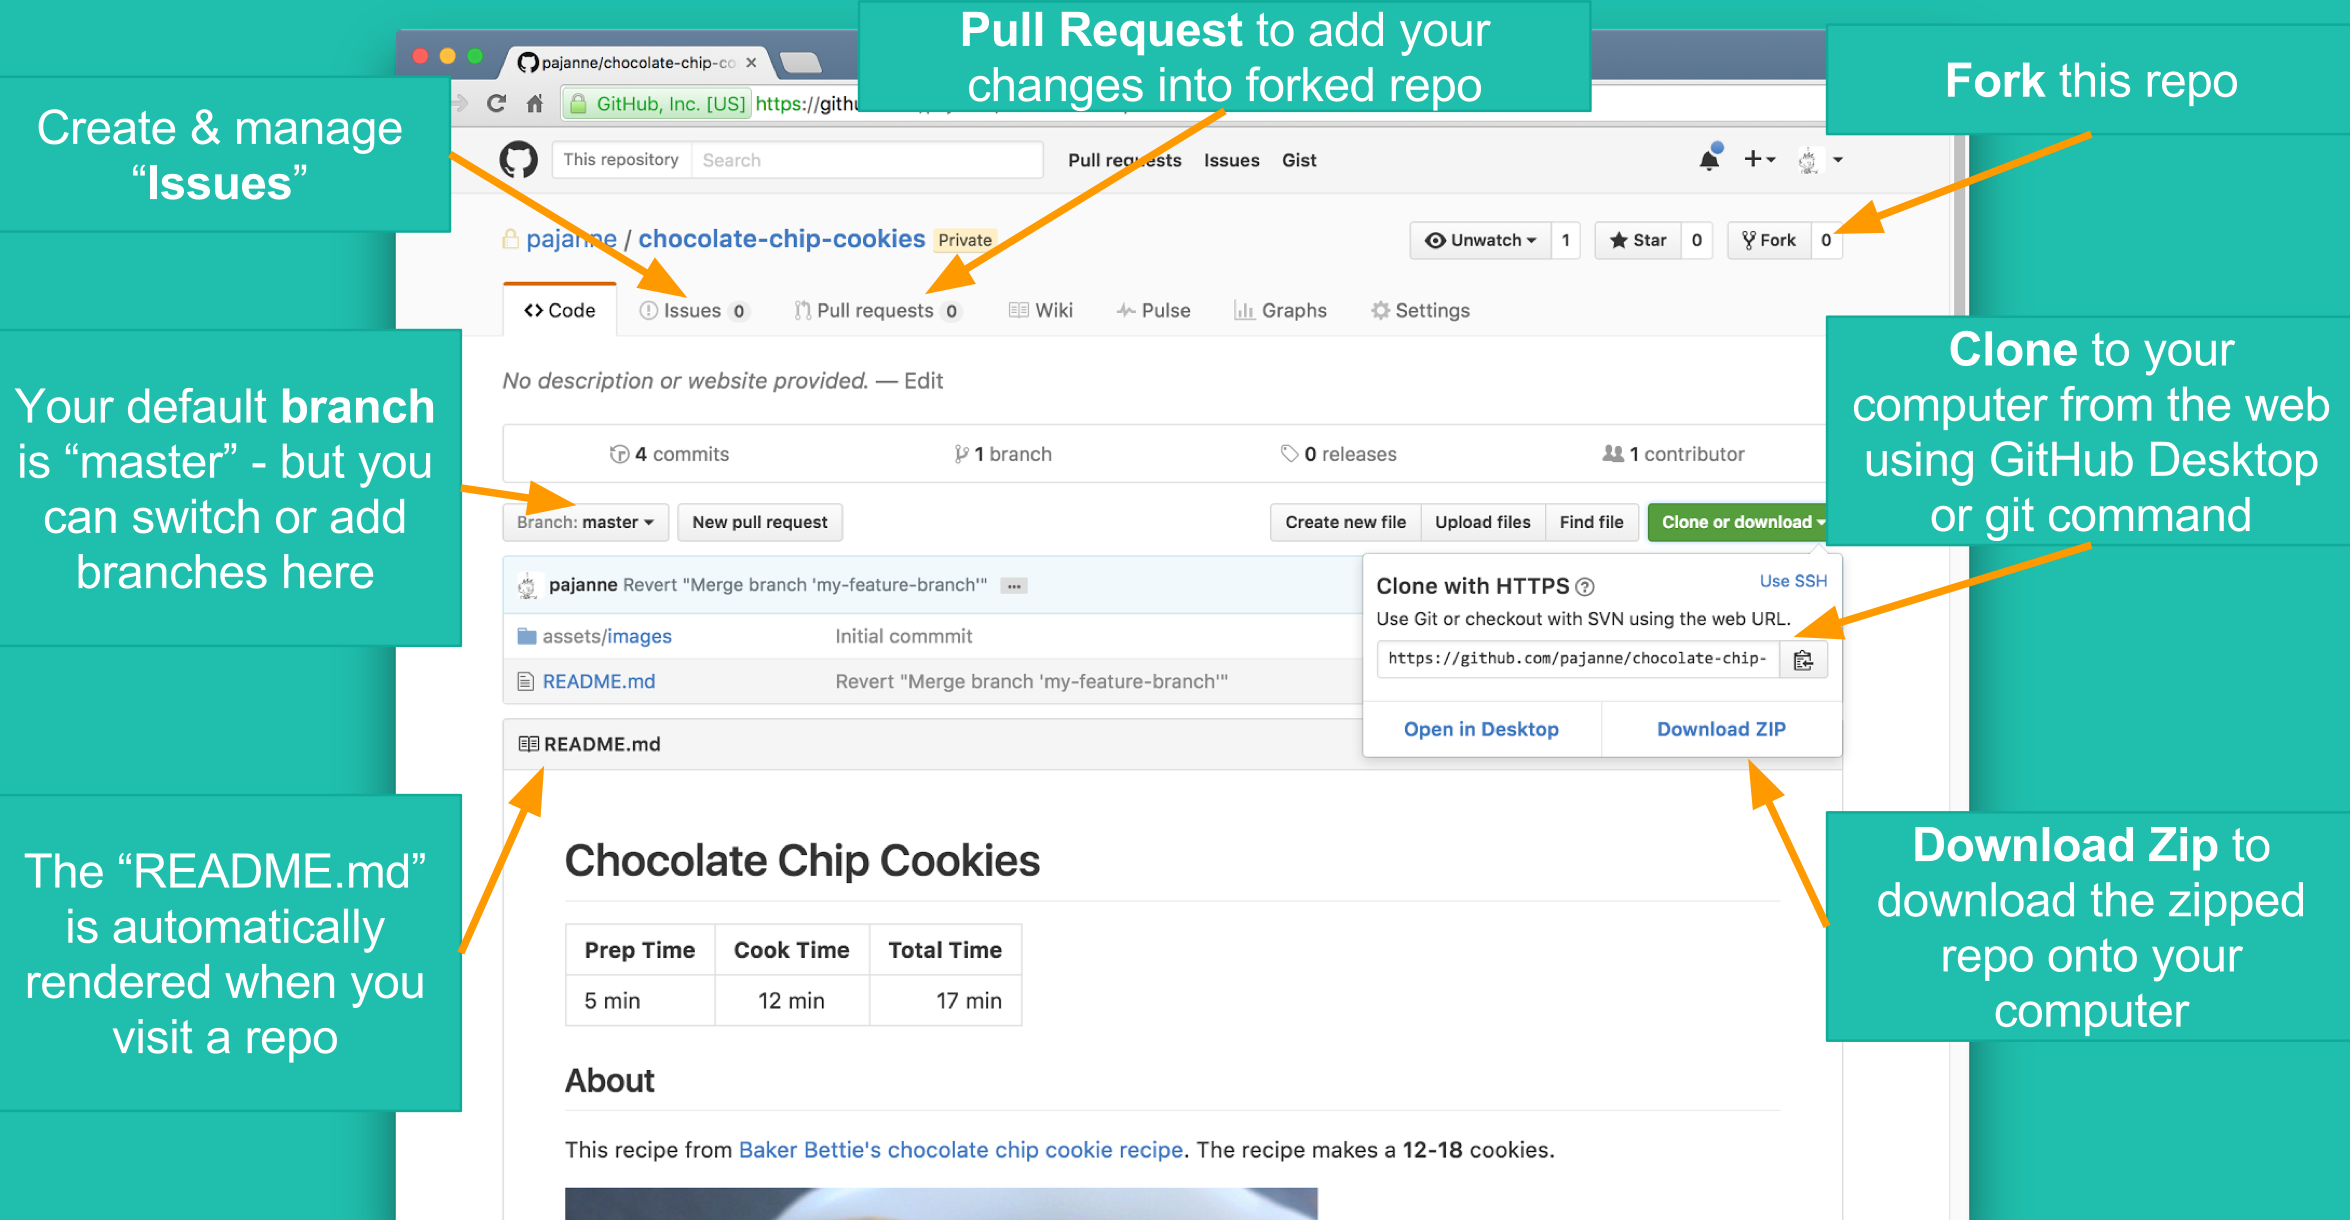 Pull Request to add your
changes into forked repo
Fork this repo
Create & manage
“Issues”
pajanne/chocolate-chip-co ×
GitHub, Inc. [US] https://githu
This repository Search Pull requests Issues Gist
pajanne / chocolate-chip-cookies Private
Unwatch 1 Star 0 Fork 0
Code Issues 0 Pull requests 0 Wiki Pulse Graphs Settings
No description or website provided. — Edit
Your default branch
is “master” - but you
can switch or add
branches here
Clone to your
computer from the web
using GitHub Desktop
or git command
4 commits 1 branch 0 releases 1 contributor
Branch: master New pull request Create new file Upload files Find file Clone or download
pajanne Revert "Merge branch 'my-feature-branch'" ...
assets/images Initial commmit
README.md Revert "Merge branch 'my-feature-branch'"
Clone with HTTPS Use SSH
Use Git or checkout with SVN using the web URL.
https://github.com/pajanne/chocolate-chip-
Open in Desktop Download ZIP
README.md
The “README.md”
is automatically
rendered when you
visit a repo
Download Zip to
download the zipped
repo onto your
computer
Chocolate Chip Cookies
Prep Time Cook Time Total Time
5 min 12 min 17 min
About
This recipe from Baker Bettie's chocolate chip cookie recipe. The recipe makes a 12-18 cookies.